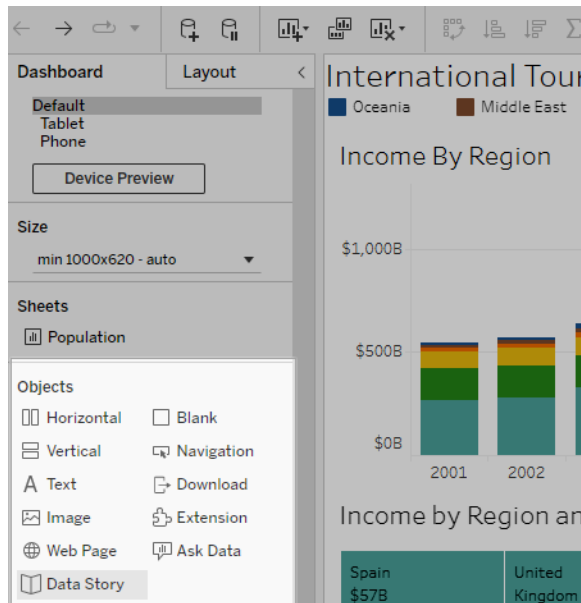 Dashboard
Layout
Default
Tablet
Phone
Device Preview
Size
min 1000x620 - auto
Sheets
Population
Objects
Horizontal
Blank
Vertical
Navigation
Text
Download
Image
Extension
Web Page
Ask Data
Data Story
International Tour
Oceania
Middle East
Income By Region
$1,000B
$500B
$0B
2001
2002
Income by Region an
Spain
$57B
United
Kingdom